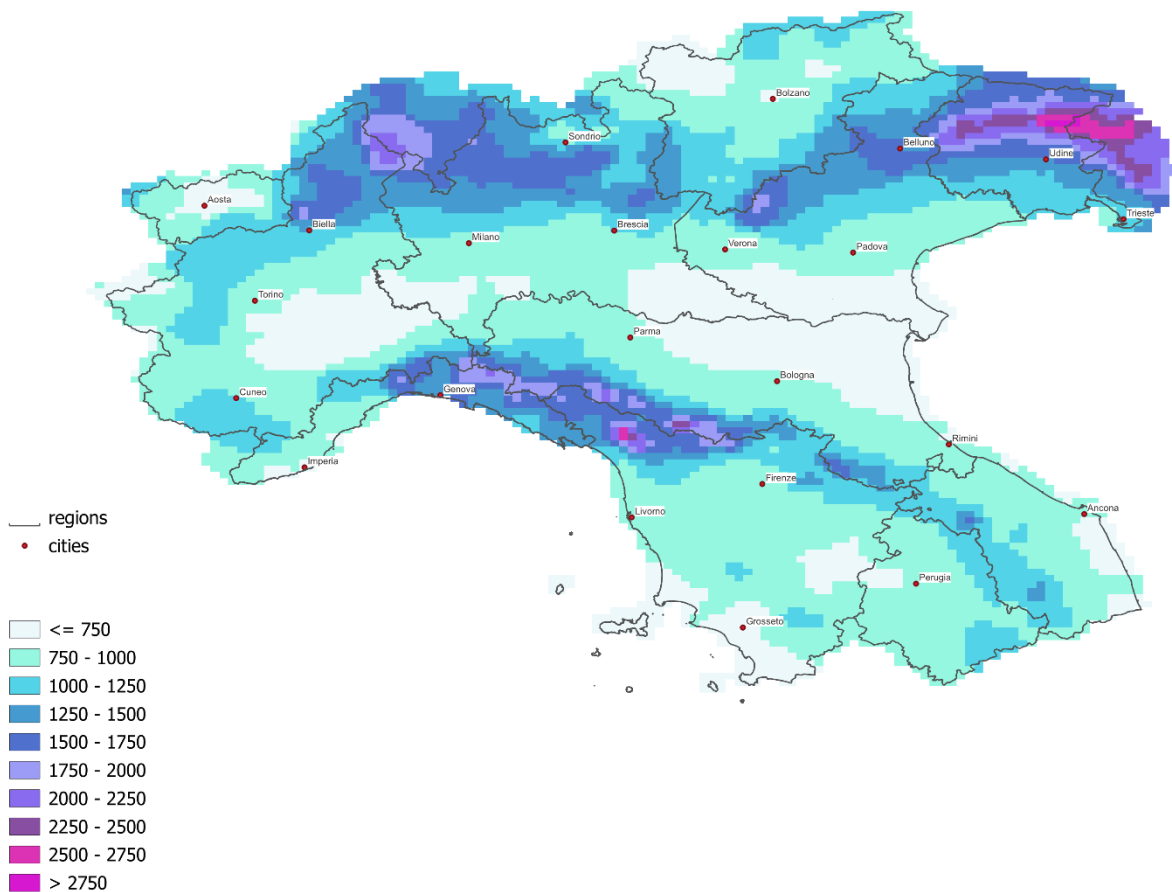 Bolzano
Sondrio
Belluno
Udine
Aosta
Trieste
Biella
Brescia
Milano
Verona
Padova
Torino
Parma
Bologna
Cuneo
Genova
Rimini
Imperia
Firenze
Livorno
Ancona
regions
cities
Perugia
Grosseto
<= 750
750 - 1000
1000 - 1250
1250 - 1500
1500 - 1750
1750 - 2000
2000 - 2250
2250 - 2500
2500 - 2750
> 2750